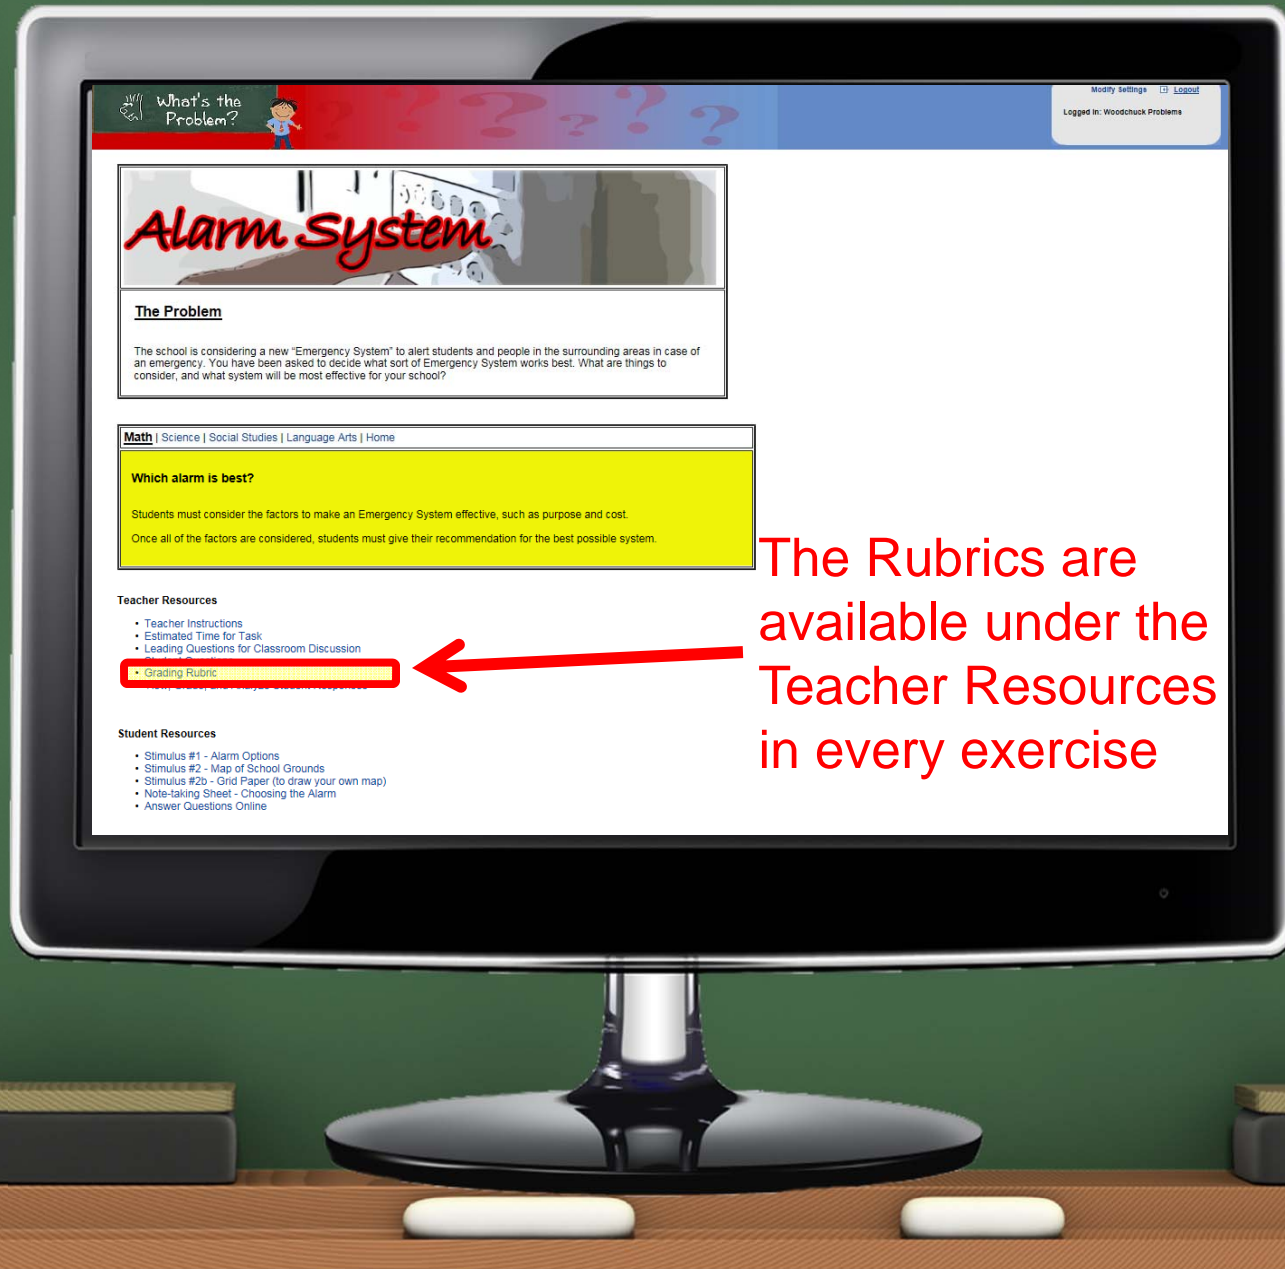 What's the
Problem?
Modify Settings Logout
Logged in: Woodchuck Problems
Alarm System
The Problem
The school is considering a new “Emergency System” to alert students and people in the surrounding areas in case of
an emergency. You have been asked to decide what sort of Emergency System works best. What are things to
consider, and what system will be most effective for your school?
Math | Science | Social Studies | Language Arts | Home
Which alarm is best?
Students must consider the factors to make an Emergency System effective, such as purpose and cost.
Once all of the factors are considered, students must give their recommendation for the best possible system.
The Rubrics are
available under the
Teacher Resources
in every exercise
Teacher Resources
• Teacher Instructions
• Estimated Time for Task
• Leading Questions for Classroom Discussion
• Grading Rubric
Student Resources
• Stimulus #1 - Alarm Options
• Stimulus #2 - Map of School Grounds
• Stimulus #2b - Grid Paper (to draw your own map)
• Note-taking Sheet - Choosing the Alarm
• Answer Questions Online